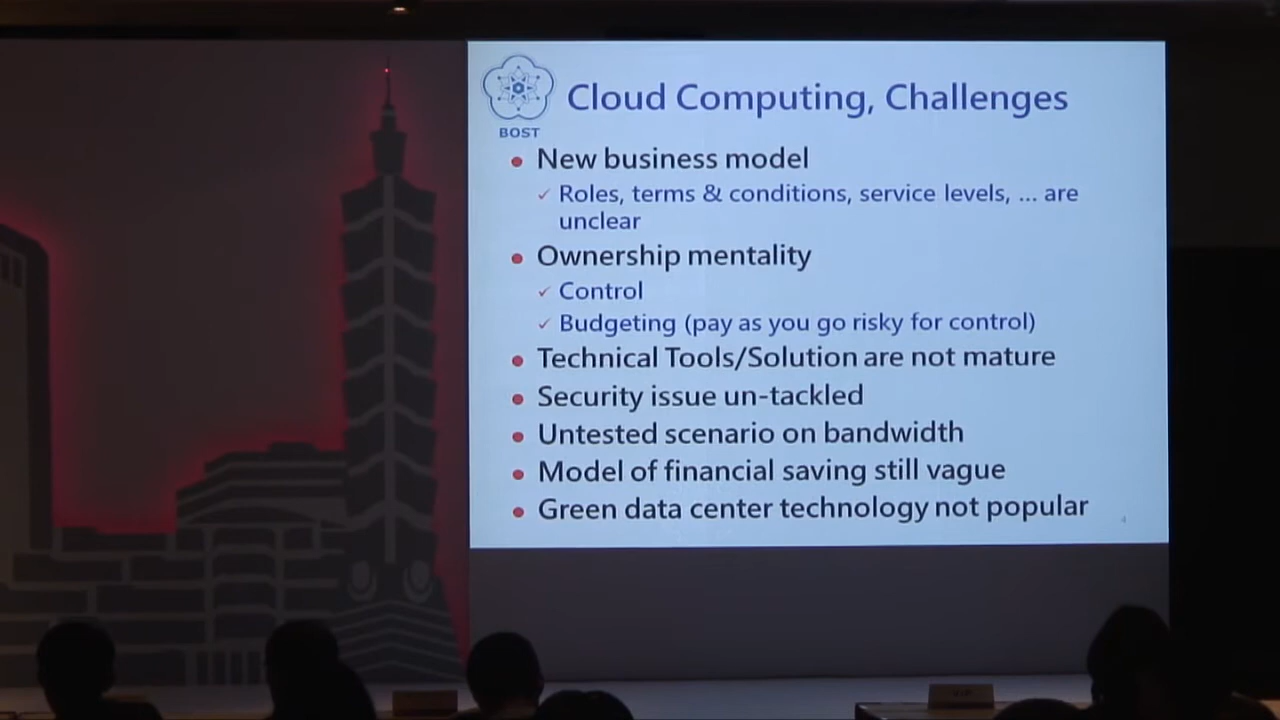 Cloud Computing, Challenges
BOST
New business model
Roles, terms & conditions, service levels, ... are
unclear
Ownership mentality
Control
Budgeting (pay as you go risky for control)
Technical Tools/Solution are not mature
Security issue un-tackled
Untested scenario on bandwidth
Model of financial saving still vague
Green data center technology not popular
4
VIP